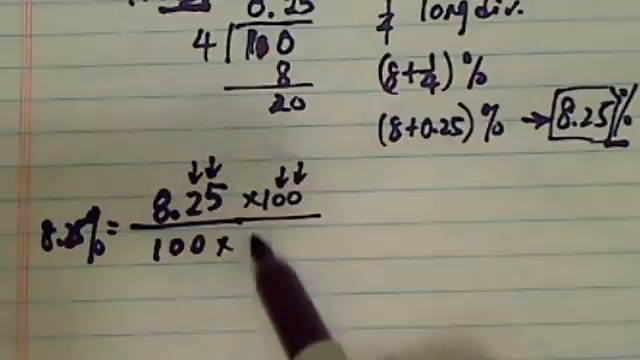 0.25
4 100
8
20
1/4 long div.
(8+1/4)%
(8+0.25)% → 8.25%
↓↓ ↓↓
8.25% = 8.25 ×100
100 ×